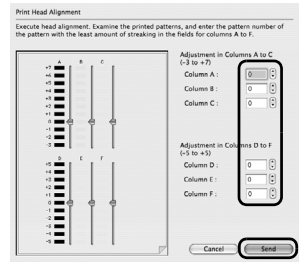 Print Head Alignment
Execute head alignment. Examine the printed patterns, and enter the pattern number of
the pattern with the least amount of streaking in the fields for columns A to F.
A B C
+7
+6
+5
+4
+3
+2
+1
0
-1
-2
-3
D E F
+5
+4
+3
+2
+1
0
-1
-2
-3
-4
-5
Adjustment in Columns A to C
(-3 to +7)
Column A : 0
Column B : 0
Column C : 0
Adjustment in Columns D to F
(-5 to +5)
Column D : 0
Column E : 0
Column F : 0
Cancel Send